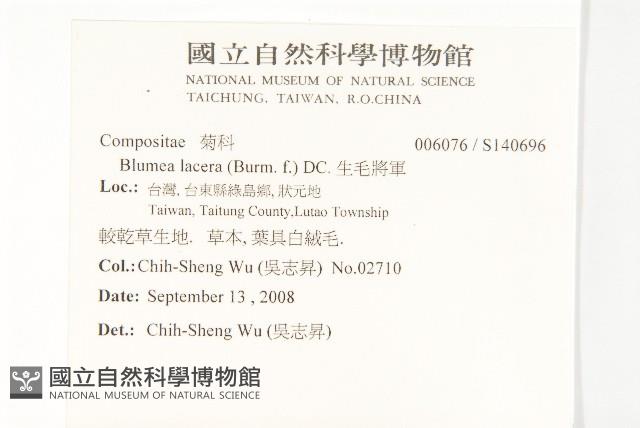 國立自然科學博物館
NATIONAL MUSEUM OF NATURAL SCIENCE
TAICHUNG, TAIWAN, R.O.CHINA
Compositae 菊科 006076 / S140696
Blumea lacera (Burm. f.) DC. 生毛將軍
Loc.: 台灣, 台東縣綠島鄉, 狀元地
Taiwan, Taitung County,Lutao Township
較乾草生地. 草本, 葉具白絨毛.
Col.: Chih-Sheng Wu (吳志昇) No.02710
Date: September 13 , 2008
Det.: Chih-Sheng Wu (吳志昇)
國立自然科學博物館
NATIONAL MUSEUM OF NATURAL SCIENCE